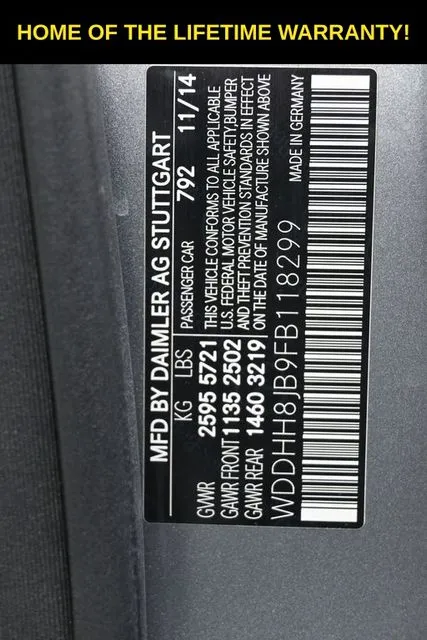 HOME OF THE LIFETIME WARRANTY!
MFD BY DAIMLER AG STUTTGART
KG LBS PASSENGER CAR 792 11/14
GWWR 2595 5721 THIS VEHICLE CONFORMS TO ALL APPLICABLE
GAWR FRONT 1135 2502 U.S. FEDERAL MOTOR VEHICLE SAFETY,BUMPER
GAWR REAR 1460 3219 AND THEFT PREVENTION STANDARDS IN EFFECT
ON THE DATE OF MANUFACTURE SHOWN ABOVE
WDDHH8JB9FB118299 MADE IN GERMANY